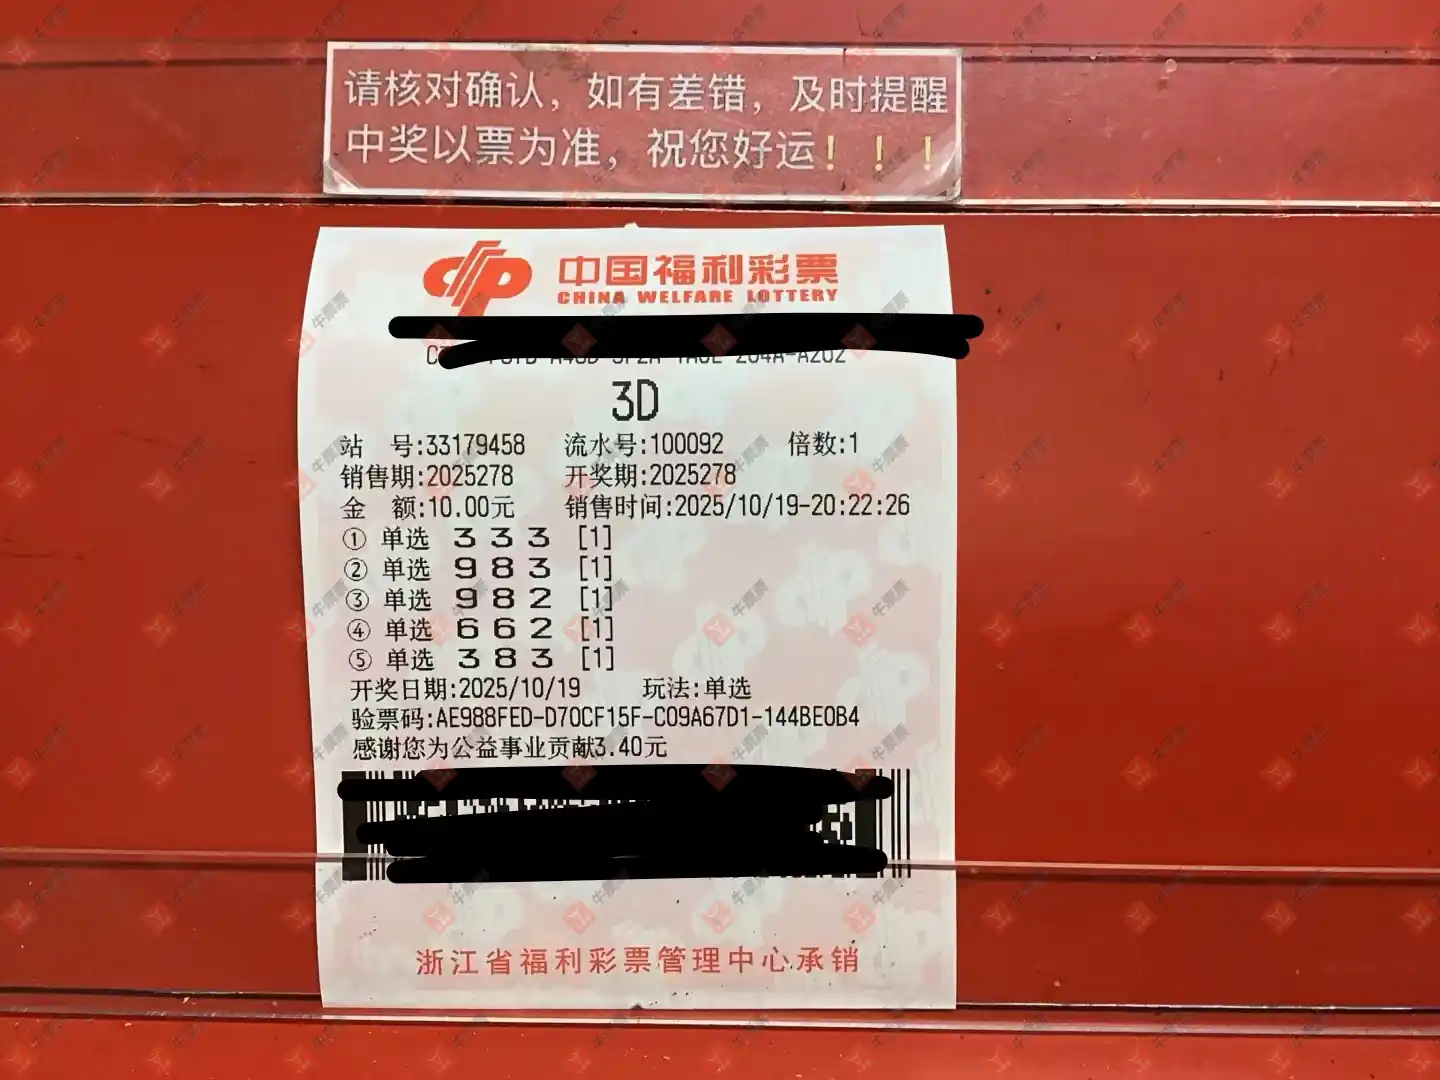 请核对确认，如有差错，及时提醒
中奖以票为准，祝您好运！！！
中国福利彩票
CHINA WELFARE LOTTERY
3D
站 号:33179458 流水号:100092 倍数:1
销售期:2025278 开奖期:2025278
金 额:10.00元 销售时间:2025/10/19-20:22:26
① 单选 3 3 3 [1]
② 单选 9 8 3 [1]
③ 单选 9 8 2 [1]
④ 单选 6 6 2 [1]
⑤ 单选 3 8 3 [1]
开奖日期:2025/10/19 玩法:单选
验票码:AE988FED-D70CF15F-C09A67D1-144BE0B4
感谢您为公益事业贡献3.40元
浙江省福利彩票管理中心承销
牛票票